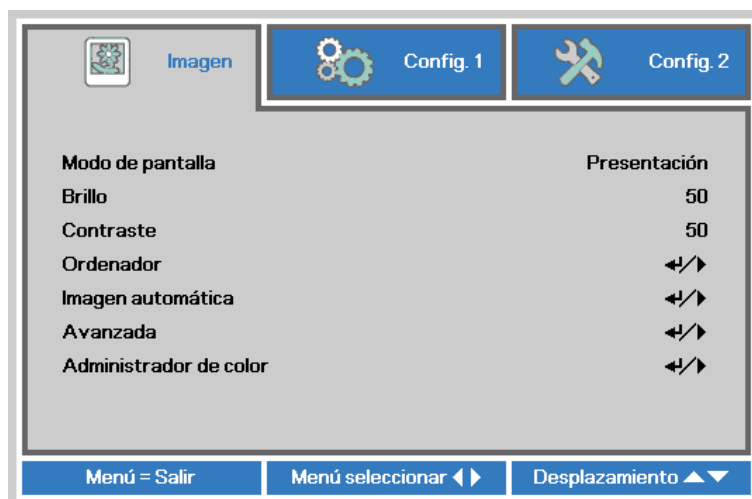 Imagen
Config. 1
Config. 2
Modo de pantalla Presentación
Brillo 50
Contraste 50
Ordenador
Imagen automática
Avanzada
Administrador de color
Menú = Salir
Menú seleccionar
Desplazamiento